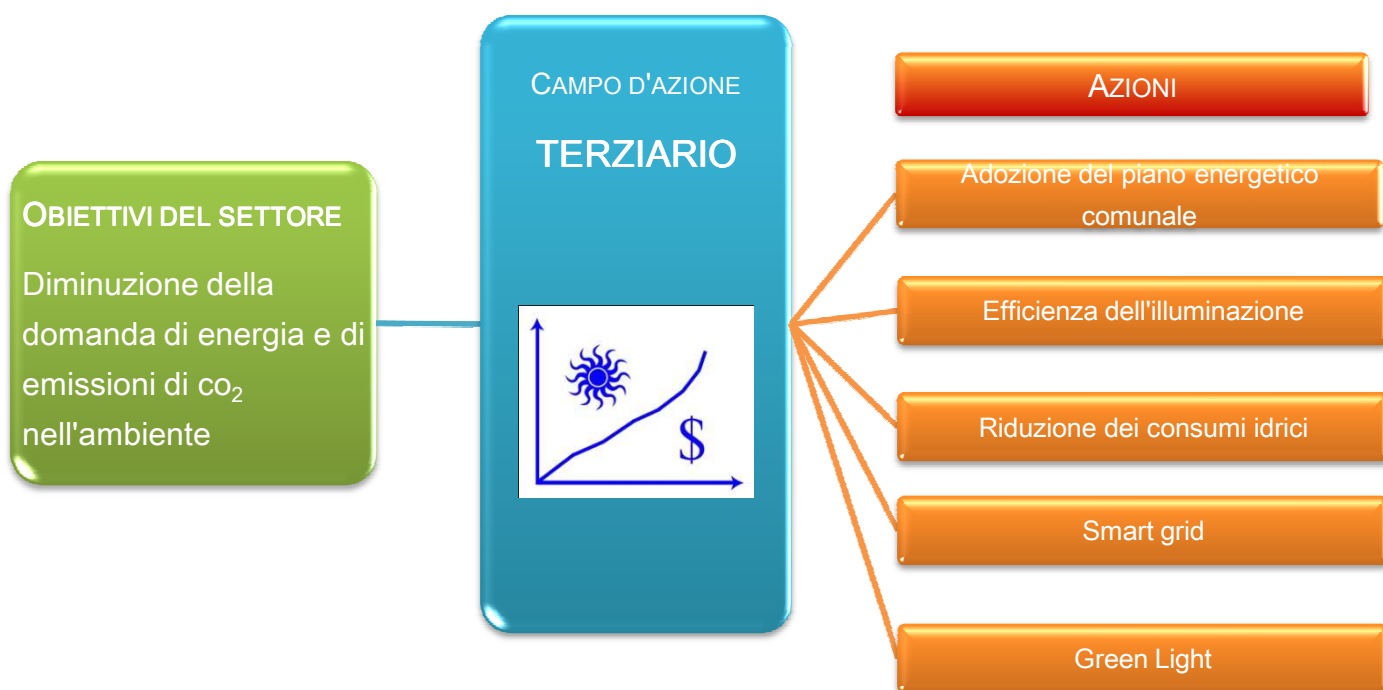 OBIETTIVI DEL SETTORE
Diminuzione della
domanda di energia e di
emissioni di co₂
nell'ambiente
CAMPO D'AZIONE
TERZIARIO
$
AZIONI
Adozione del piano energetico
comunale
Efficienza dell'illuminazione
Riduzione dei consumi idrici
Smart grid
Green Light